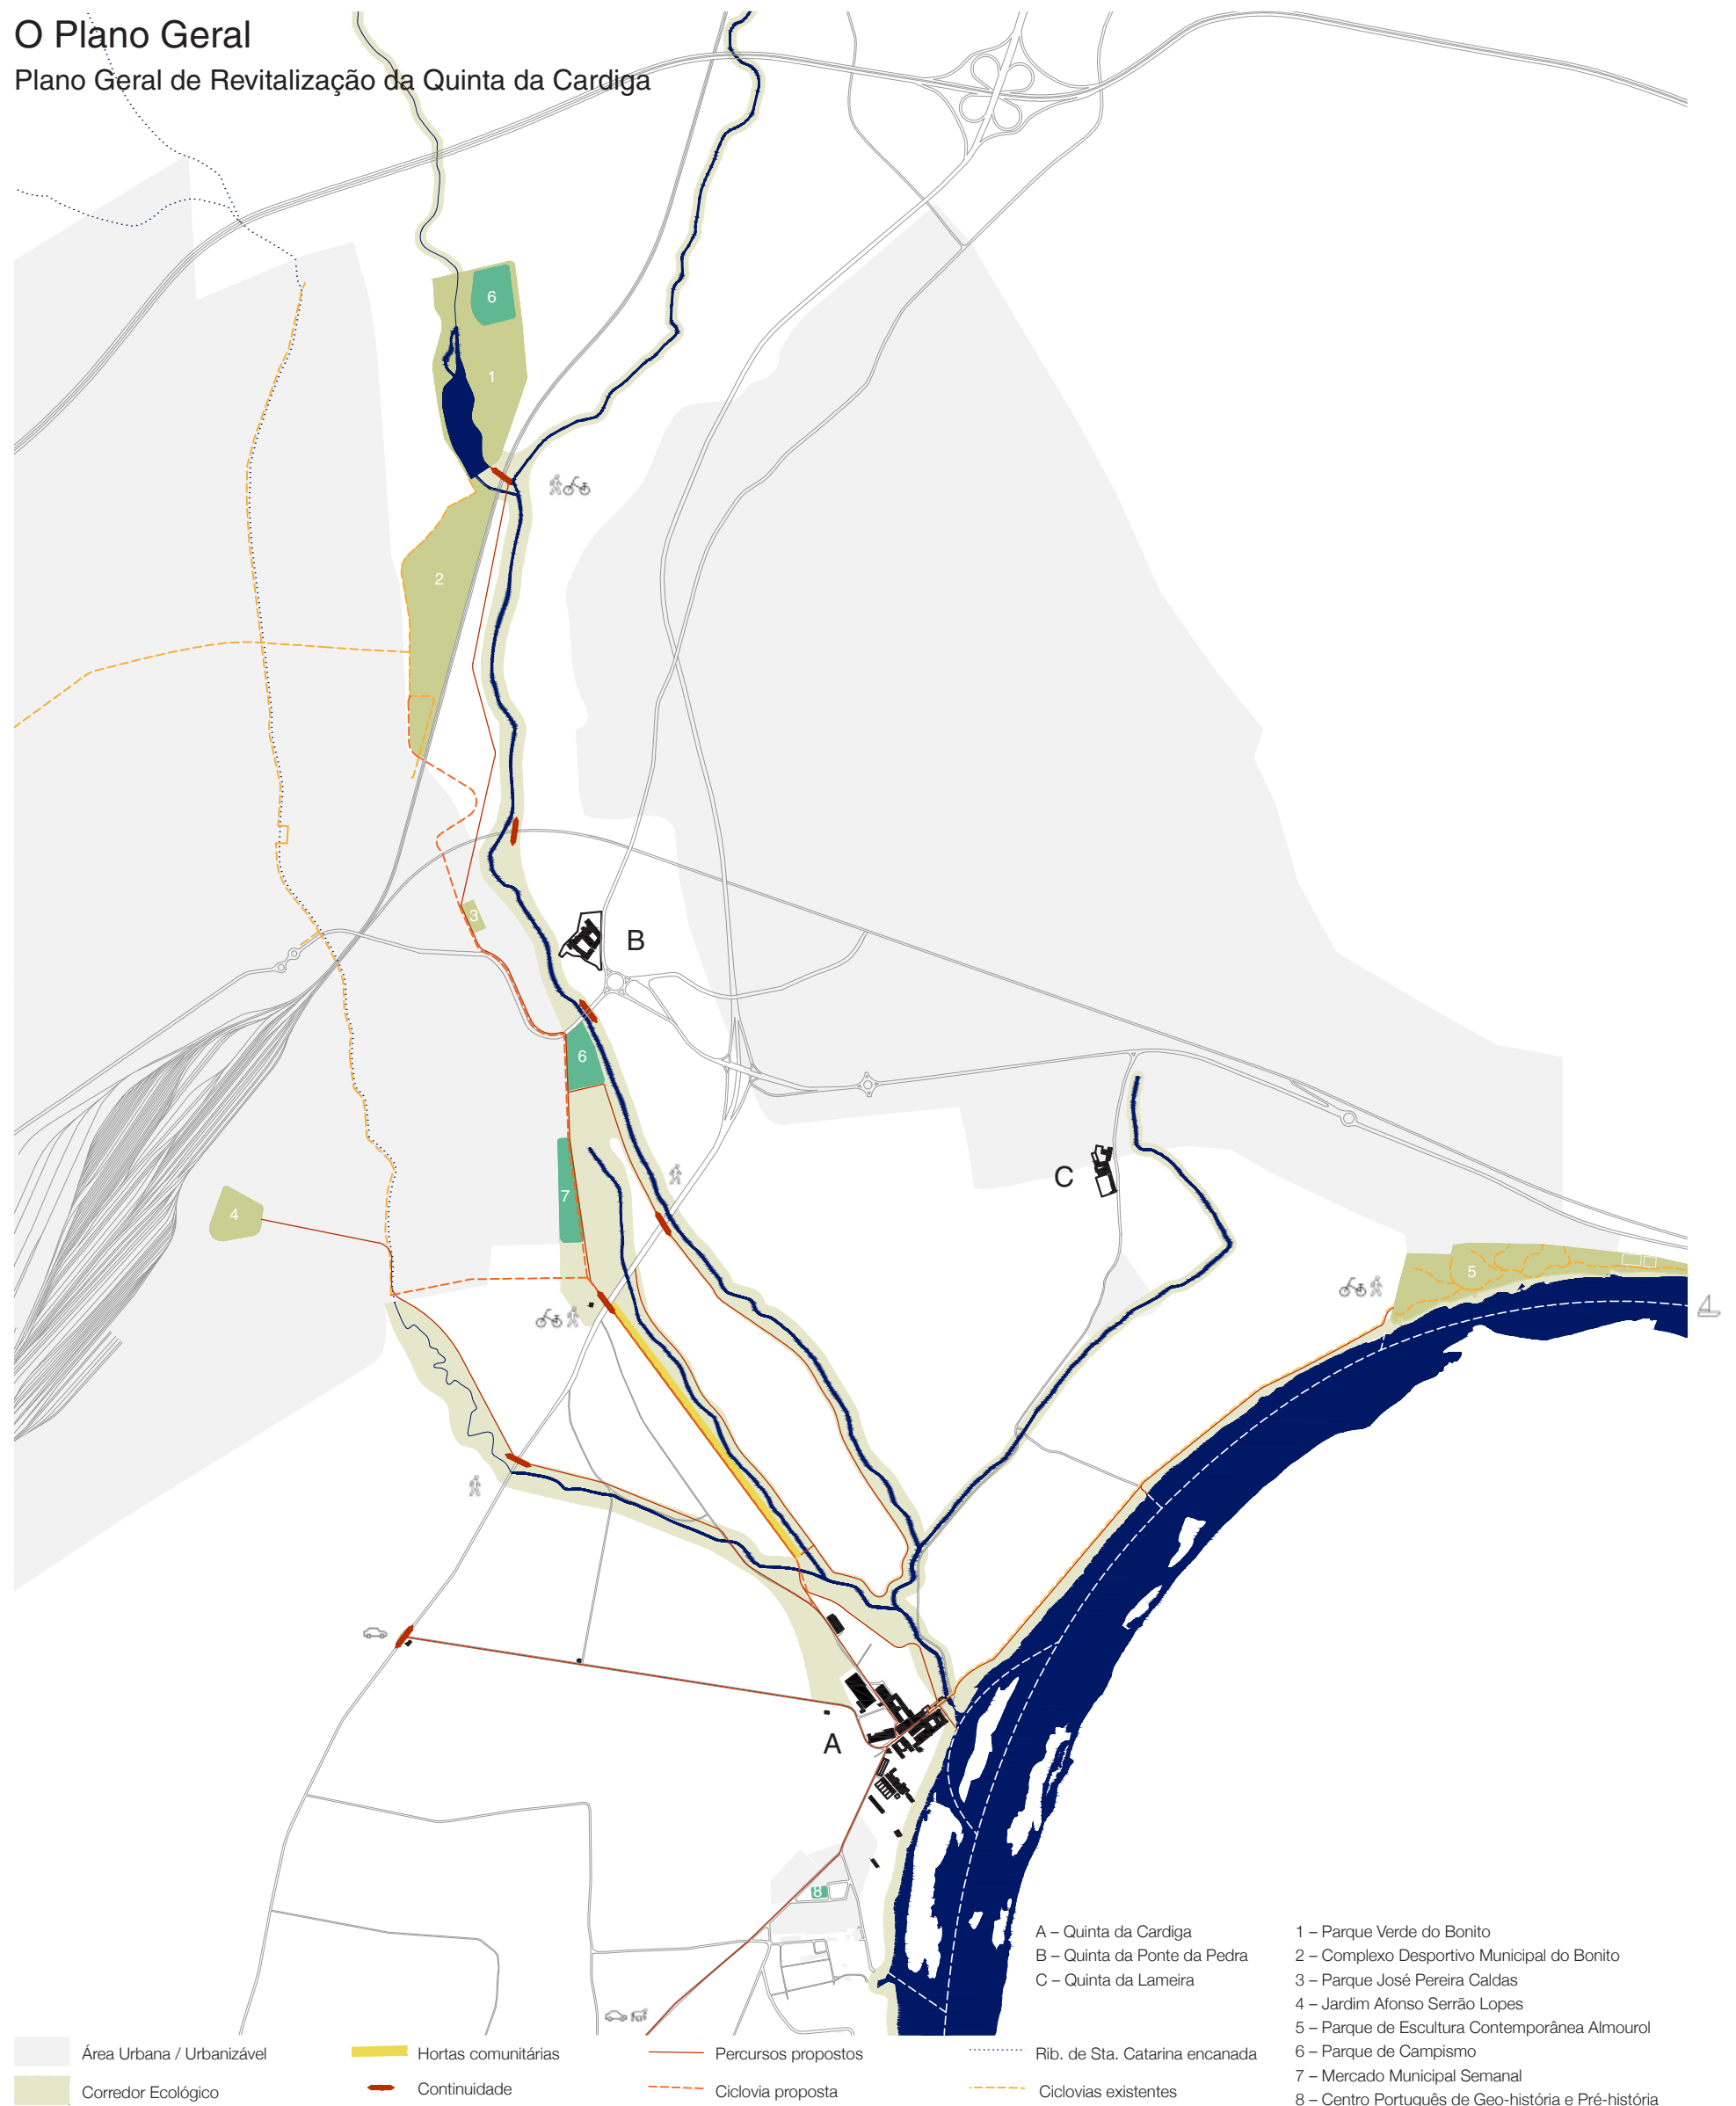 O Plano Geral
Plano Geral de Revitalização da Quinta da Cardiga
6
1
2
3
B
6
C
7
4
5
A
8
A – Quinta da Cardiga
B – Quinta da Ponte da Pedra
C – Quinta da Lameira
1 – Parque Verde do Bonito
2 – Complexo Desportivo Municipal do Bonito
3 – Parque José Pereira Caldas
4 – Jardim Afonso Serrão Lopes
5 – Parque de Escultura Contemporânea Almourol
6 – Parque de Campismo
7 – Mercado Municipal Semanal
8 – Centro Português de Geo-história e Pré-história
Área Urbana / Urbanizável
Corredor Ecológico
Hortas comunitárias
Continuidade
Percursos propostos
Ciclovia proposta
Rib. de Sta. Catarina encanada
Ciclovias existentes